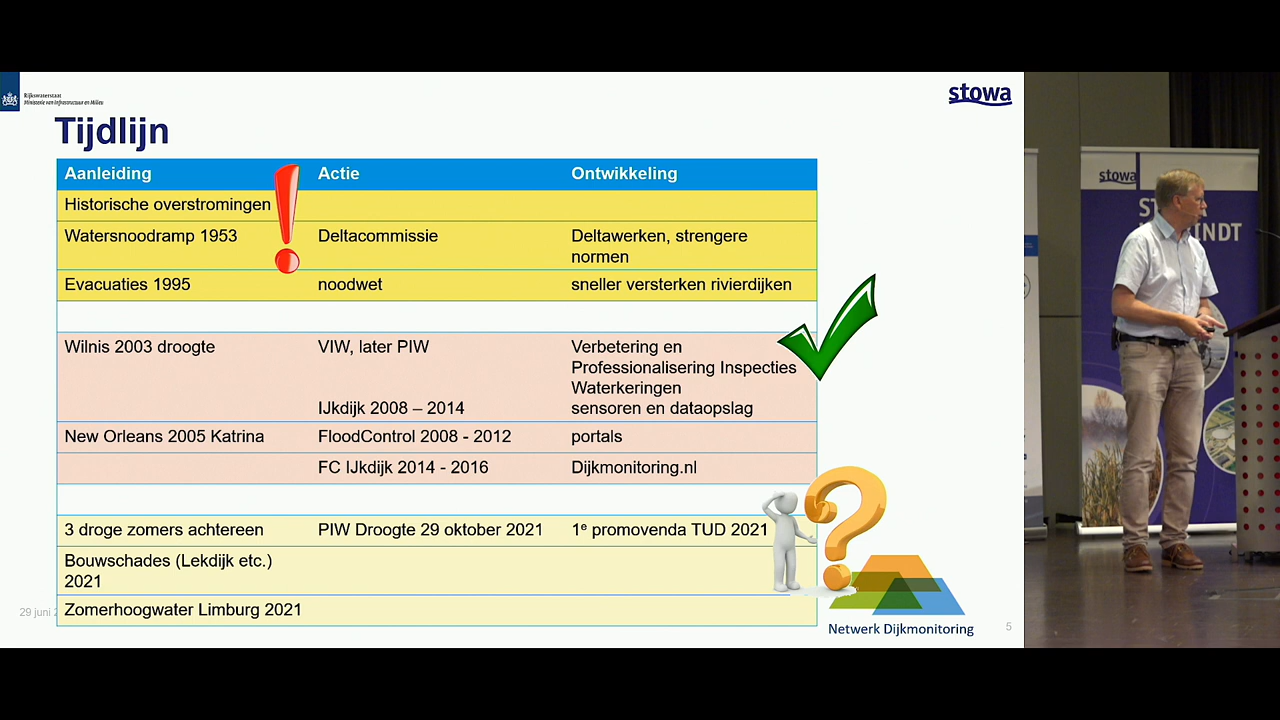 Rijkswaterstaat
Ministerie van Infrastructuur en Milieu
stowa
Tijdlijn
Aanleiding Actie Ontwikkeling
Historische overstromingen
Watersnoodramp 1953 Deltacommissie Deltawerken, strengere
normen
Evacuaties 1995 noodwet sneller versterken rivierdijken
Wilnis 2003 droogte VIW, later PIW Verbetering en
Professionalisering Inspecties
Waterkeringen
IJkdijk 2008 – 2014 sensoren en dataopslag
New Orleans 2005 Katrina FloodControl 2008 - 2012 portals
FC IJkdijk 2014 - 2016 Dijkmonitoring.nl
3 droge zomers achtereen PIW Droogte 29 oktober 2021 1e promovenda TUD 2021
Bouwschades (Lekdijk etc.)
2021
Zomerhoogwater Limburg 2021
29 juni
Netwerk Dijkmonitoring
5
stowa